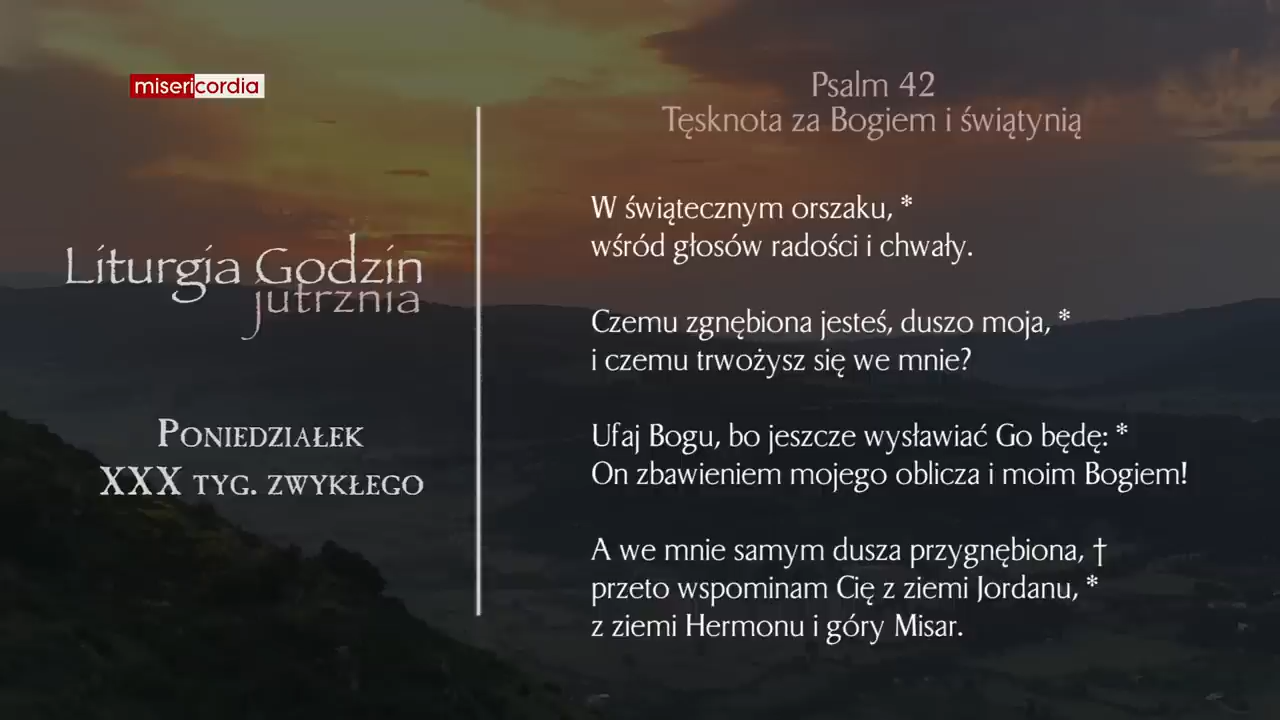 misericordia
Liturgia Godzin
jutrznia
Poniedziałek
XXX tyg. zwykłego
Psalm 42
Tęsknota za Bogiem i świątynią
W świątecznym orszaku, *
wśród głosów radości i chwały.
Czemu zgnębiona jesteś, duszo moja, *
i czemu trwożysz się we mnie?
Ufaj Bogu, bo jeszcze wysławiać Go będę: *
On zbawieniem mojego oblicza i moim Bogiem!
A we mnie samym dusza przygnębiona, †
przeto wspominam Cię z ziemi Jordanu, *
z ziemi Hermonu i góry Misar.